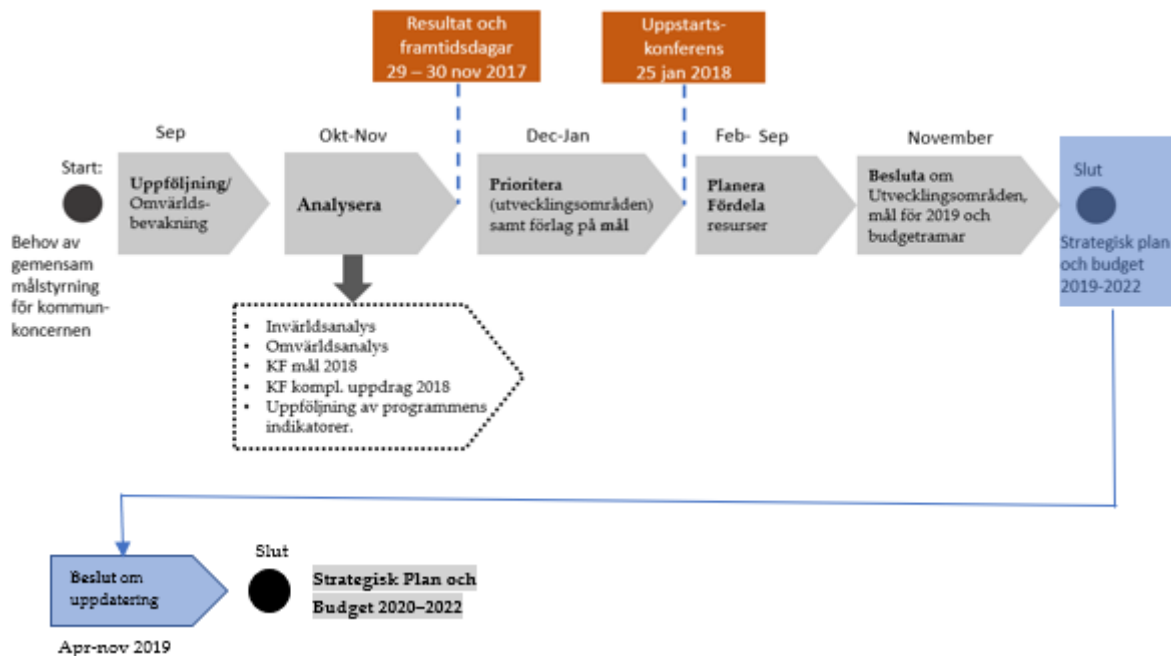 Resultat och
framtidsdagar
29 – 30 nov 2017
Uppstarts-
konferens
25 jan 2018
Sep
Okt-Nov
Dec-Jan
Feb- Sep
November
Start:
Behov av
gemensam
målstyrning
för kommun-
koncernen
Uppföljning/
Omvärlds-
bevakning
Analysera
Prioritera
(utvecklingsområden)
samt förlag på mål
Planera
Fördela
resurser
Besluta om
Utvecklingsområden,
mål för 2019 och
budgetramar
Slut
Strategisk plan
och budget
2019-2022
• Invärldsanalys
• Omvärldsanalys
• KF mål 2018
• KF kompl. uppdrag 2018
• Uppföljning av programmens
indikatorer.
Beslut om
uppdatering
Apr-nov 2019
Slut
Strategisk Plan och
Budget 2020–2022